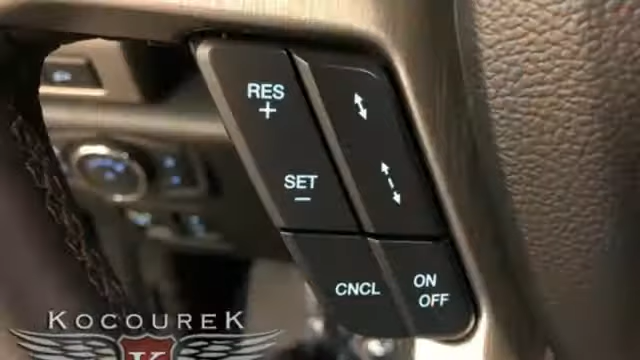 RES
+
SET
–
CNCL
ON
OFF
KOCOUREK
K